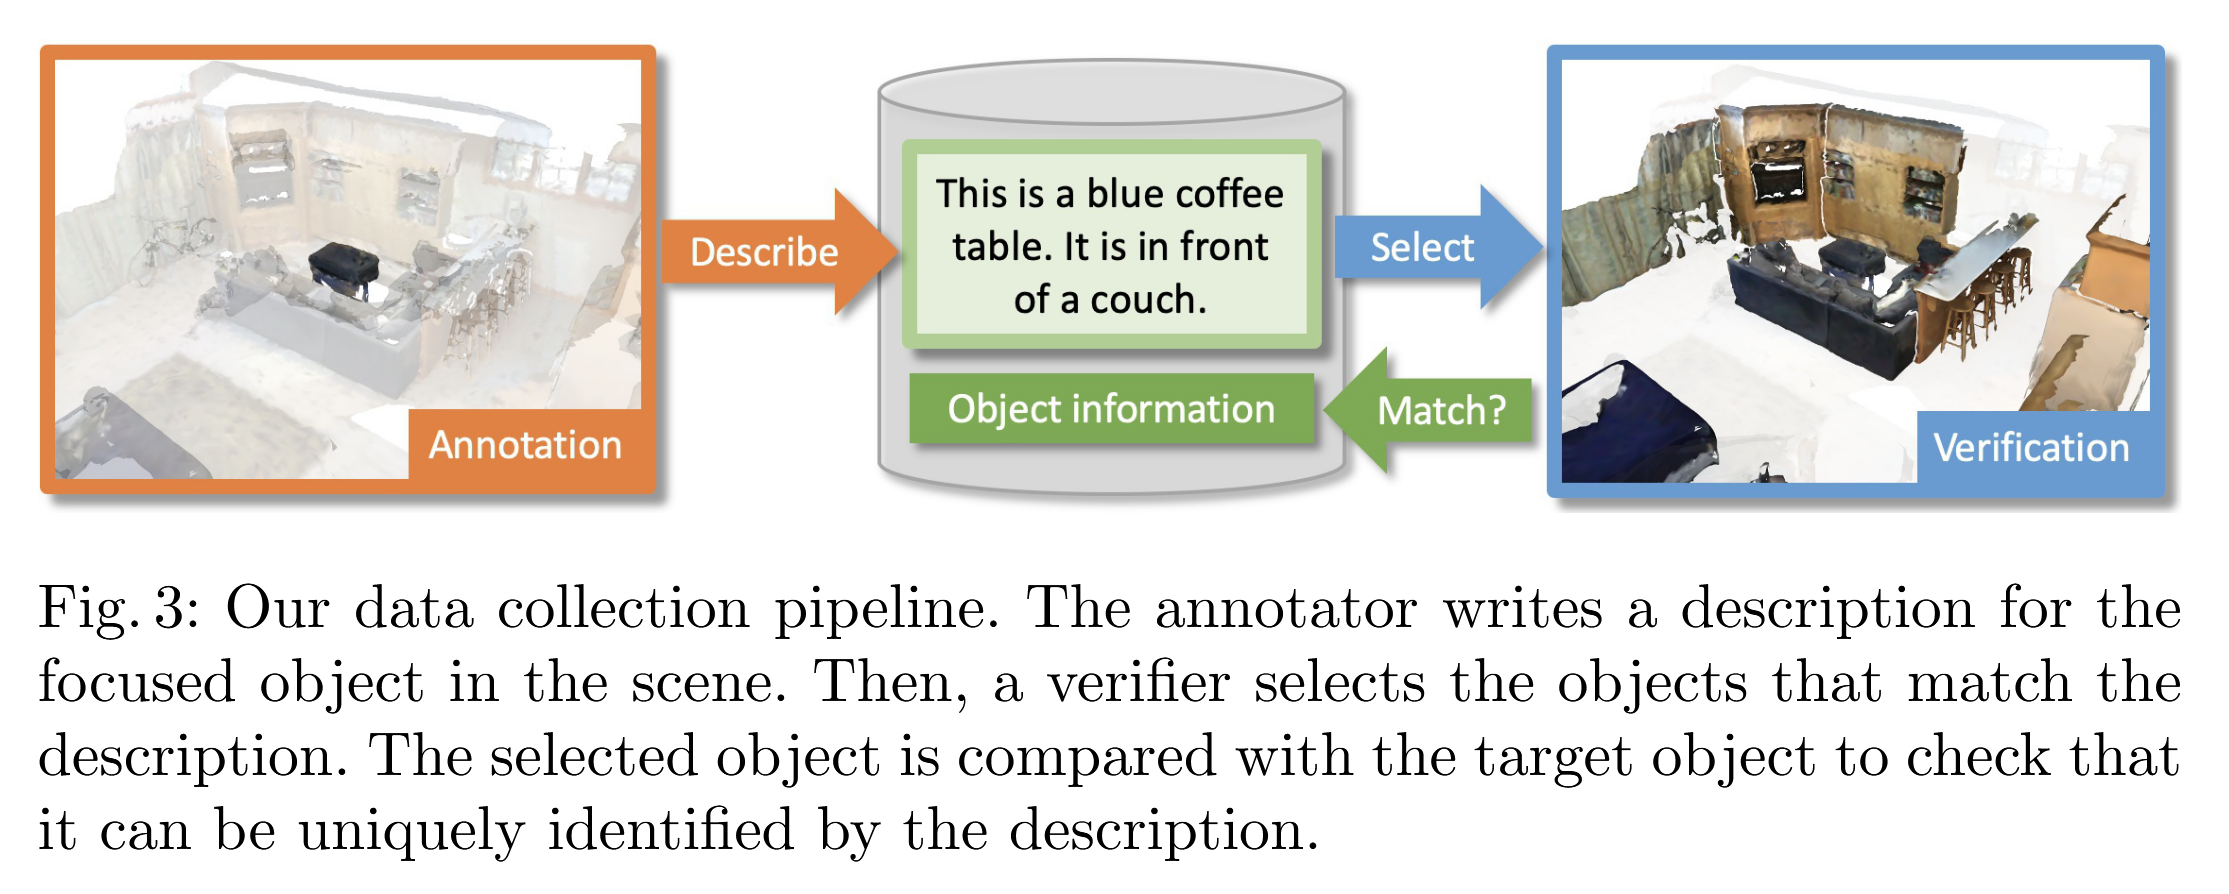 Annotation
Describe
This is a blue coffee
table. It is in front
of a couch.
Object information
Select
Match?
Verification
Fig. 3: Our data collection pipeline. The annotator writes a description for the
focused object in the scene. Then, a verifier selects the objects that match the
description. The selected object is compared with the target object to check that
it can be uniquely identified by the description.